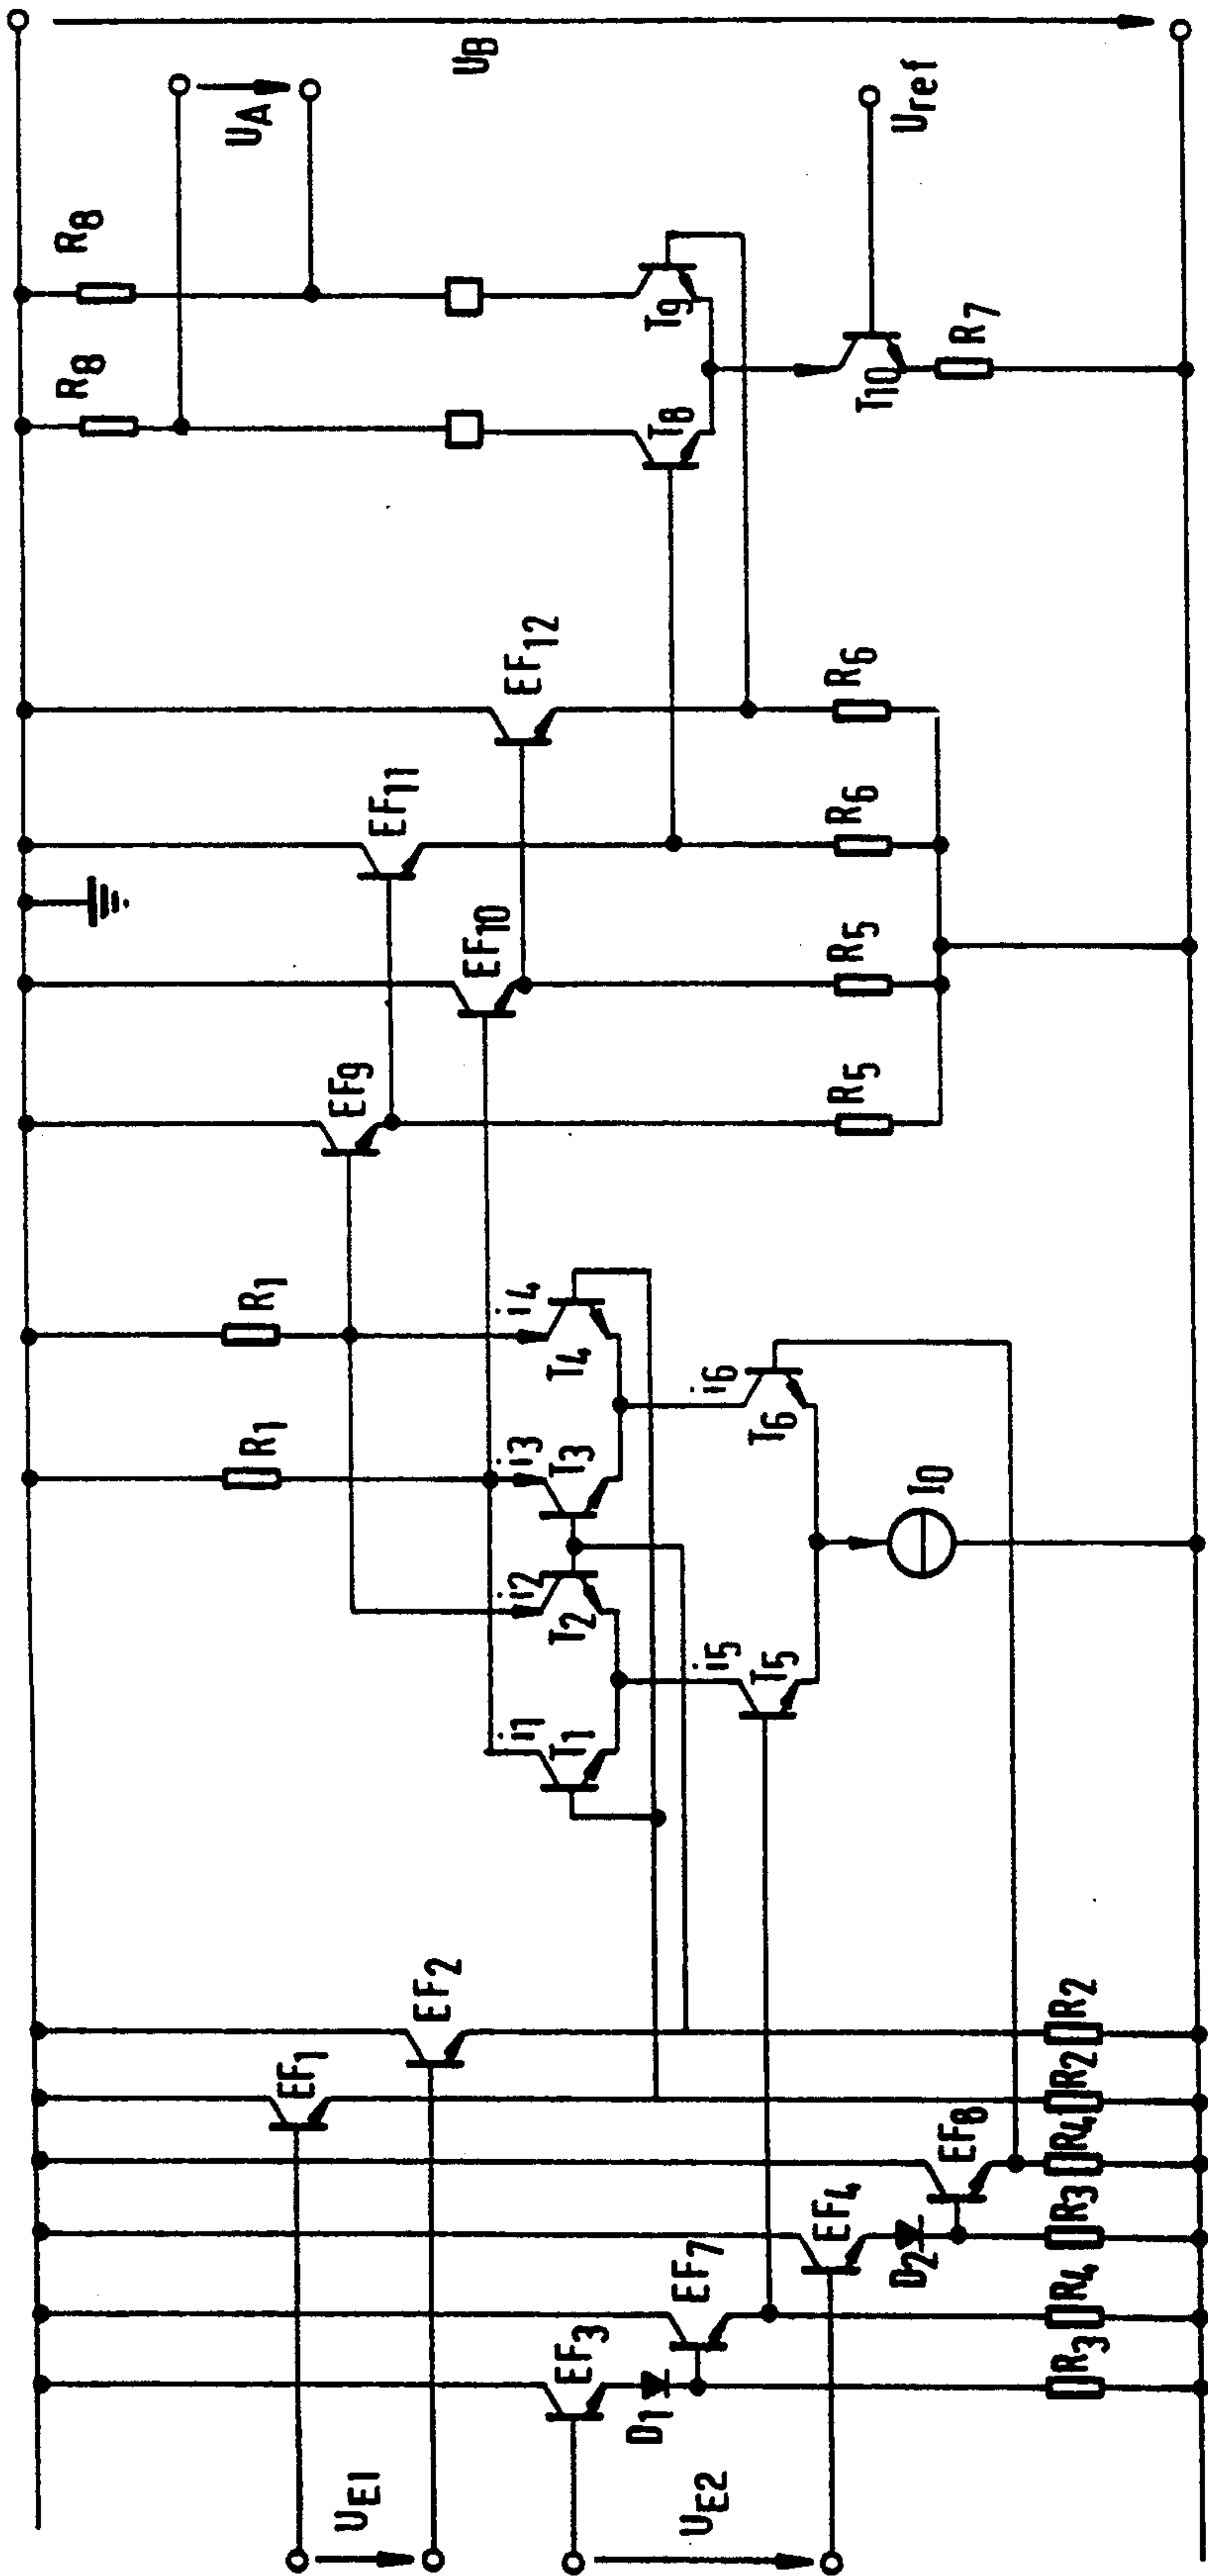 U_B
U_A
R_8
R_8
U_ref
T_9
T_8
T_10
R_7
EF_12
EF_11
EF_10
EF_9
R_6
R_6
R_5
R_5
R_1
R_1
i_4
T_4
i_3
T_3
i_2
T_2
i_1
T_1
i_6
T_6
i_5
T_5
I_0
EF_2
EF_1
EF_8
EF_4
D_2
EF_7
EF_3
D_1
R_2
R_2
R_4
R_3
R_4
R_3
U_E1
U_E2